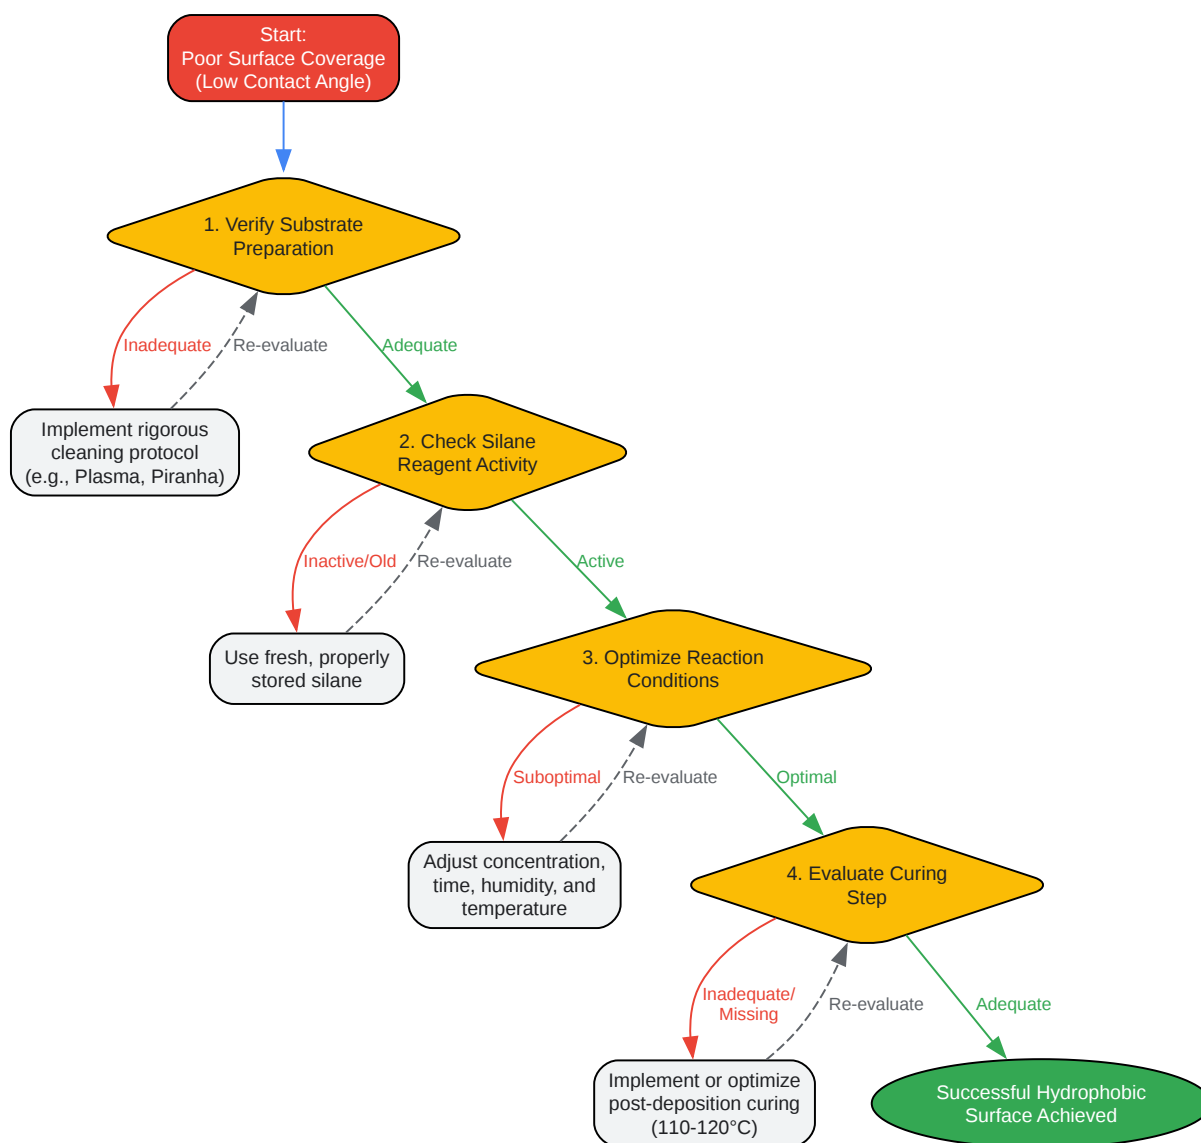 Start:
Poor Surface Coverage
(Low Contact Angle)
1. Verify Substrate
Preparation
Inadequate
Re-evaluate
Adequate
Implement rigorous
cleaning protocol
(e.g., Plasma, Piranha)
2. Check Silane
Reagent Activity
Inactive/Old
Re-evaluate
Active
Use fresh, properly
stored silane
3. Optimize Reaction
Conditions
Suboptimal
Re-evaluate
Optimal
Adjust concentration,
time, humidity, and
temperature
4. Evaluate Curing
Step
Inadequate/
Missing
Re-evaluate
Adequate
Implement or optimize
post-deposition curing
(110-120°C)
Successful Hydrophobic
Surface Achieved